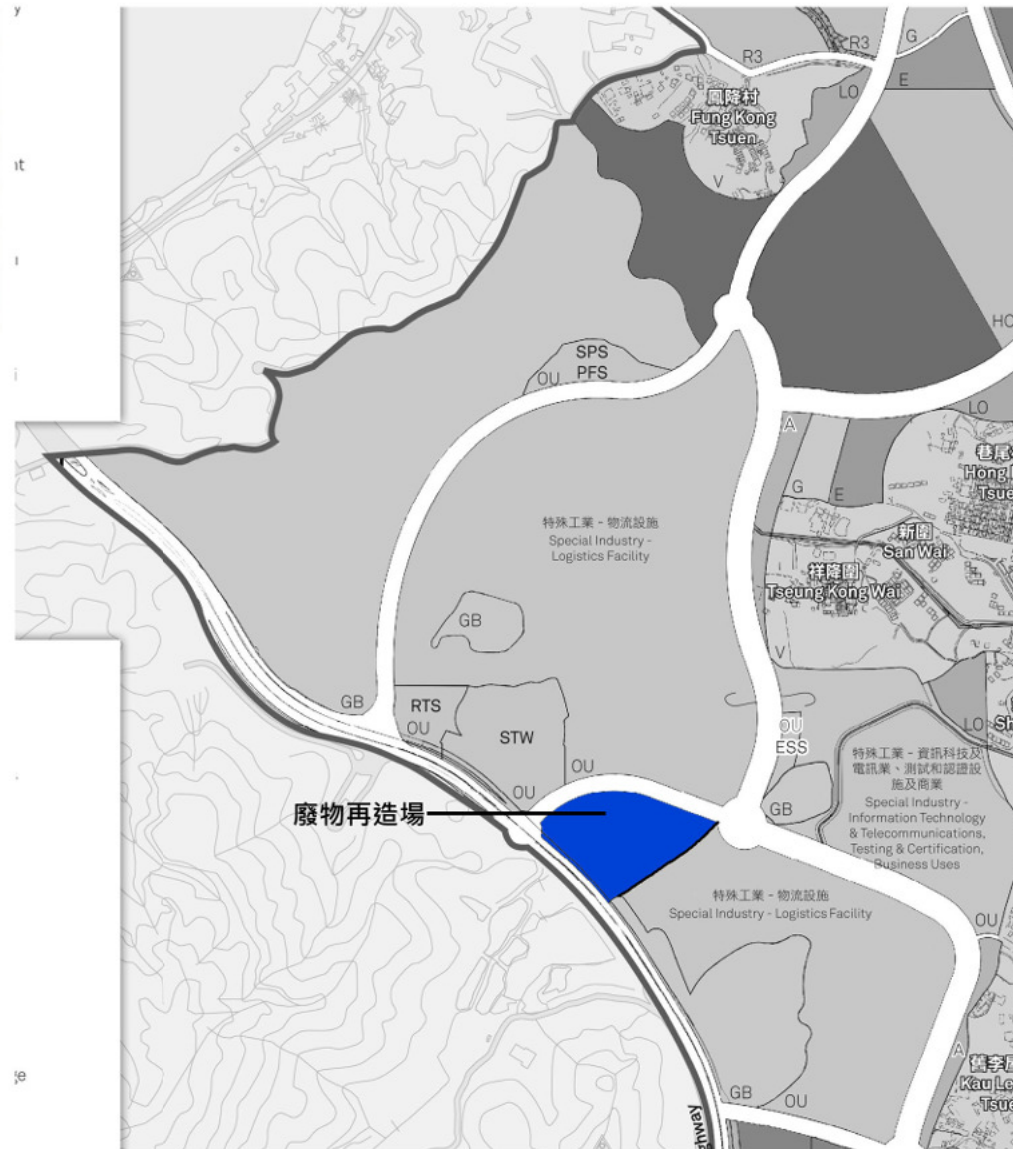 y
R3
R3
G
E
LO
nt
鳳降村
Fung Kong
Tsuen
V
HO
SPS
PFS
OU
LO
A
G
E
特殊工業 - 物流設施
Special Industry -
Logistics Facility
新圍
San Wai
祥降圍
Tseung Kong Wai
GB
V
GB
RTS
OU
STW
OU
ESS
LO
OU
特殊工業 - 資訊科技及
電訊業、測試和認證設
施及商業
Special Industry -
Information Technology
& Telecommunications,
Testing & Certification,
Business Uses
OU
GB
廢物再造場
特殊工業 - 物流設施
Special Industry - Logistics Facility
OU
A
GB
OU